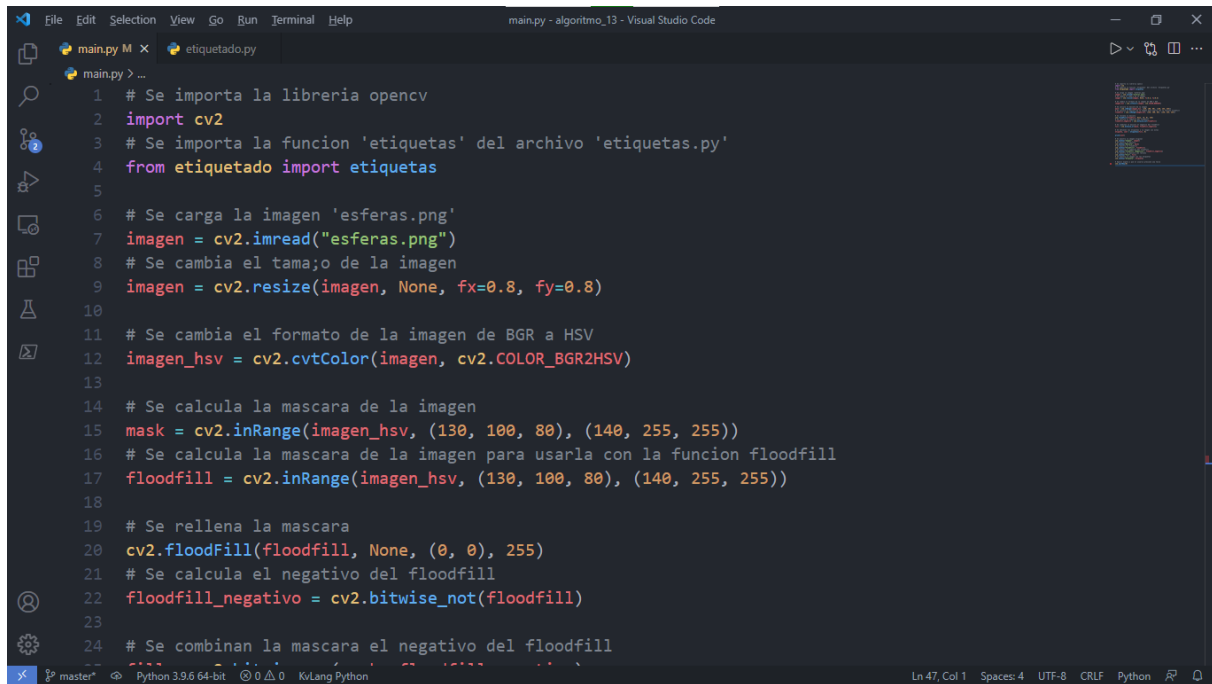 File Edit Selection View Go Run Terminal Help main.py - algoritmo_13 - Visual Studio Code
main.py M etiquetado.py
main.py > ...
1 # Se importa la libreria opencv
2 import cv2
3 # Se importa la funcion 'etiquetas' del archivo 'etiquetas.py'
4 from etiquetado import etiquetas
5
6 # Se carga la imagen 'esferas.png'
7 imagen = cv2.imread("esferas.png")
8 # Se cambia el tama;o de la imagen
9 imagen = cv2.resize(imagen, None, fx=0.8, fy=0.8)
10
11 # Se cambia el formato de la imagen de BGR a HSV
12 imagen_hsv = cv2.cvtColor(imagen, cv2.COLOR_BGR2HSV)
13
14 # Se calcula la mascara de la imagen
15 mask = cv2.inRange(imagen_hsv, (130, 100, 80), (140, 255, 255))
16 # Se calcula la mascara de la imagen para usarla con la funcion floodfill
17 floodfill = cv2.inRange(imagen_hsv, (130, 100, 80), (140, 255, 255))
18
19 # Se rellena la mascara
20 cv2.floodFill(floodfill, None, (0, 0), 255)
21 # Se calcula el negativo del floodfill
22 floodfill_negativo = cv2.bitwise_not(floodfill)
23
24 # Se combinan la mascara el negativo del floodfill
2
master* Python 3.9.6 64-bit 0 0 KvLang Python Ln 47, Col 1 Spaces: 4 UTF-8 CRLF Python